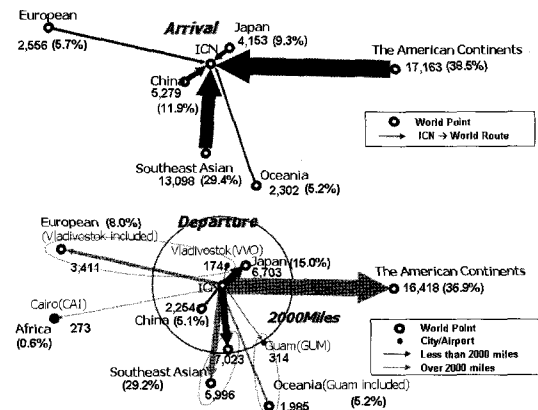 European
2,556 (5.7%)
Arrival
ICN
Japan
4,153 (9.3%)
The American Continents
17,163 (38.5%)
China
5,279
(11.9%)
Southeast Asian
13,098 (29.4%)
Oceania
2,302 (5.2%)
World Point
ICN → World Route
Departure
European (8.0%)
(Vladivostok included)
3,411
Vladivostok(VVO)
174
Japan (15.0%)
6,703
ICN
The American Continents
16,418 (36.9%)
Cairo(CAI)
Africa
(0.6%)
273
2,254
China (5.1%)
2000Miles
Guam(GUM)
314
7,023
Southeast Asian
(29.2%)
5,996
Oceania(Guam included)
(5.2%)
1,985
World Point
City/Airport
Less than 2000 miles
Over 2000 miles